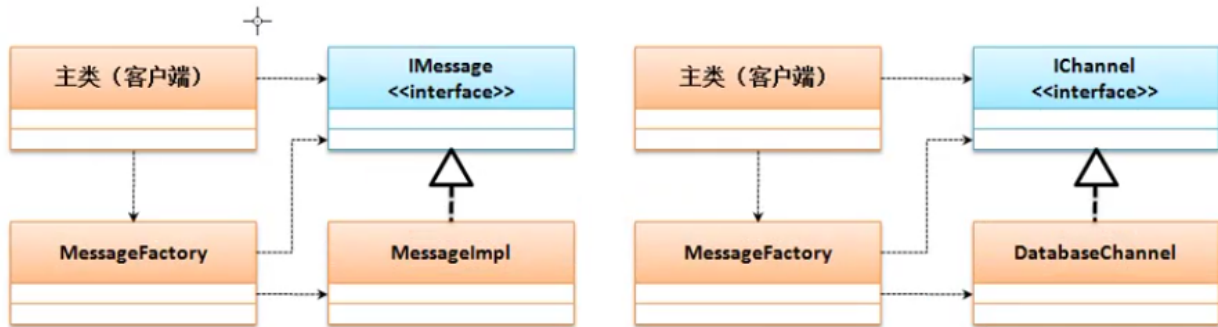 主类（客户端）
IMessage
<<interface>>
主类（客户端）
IChannel
<<interface>>
MessageFactory
MessageImpl
MessageFactory
DatabaseChannel